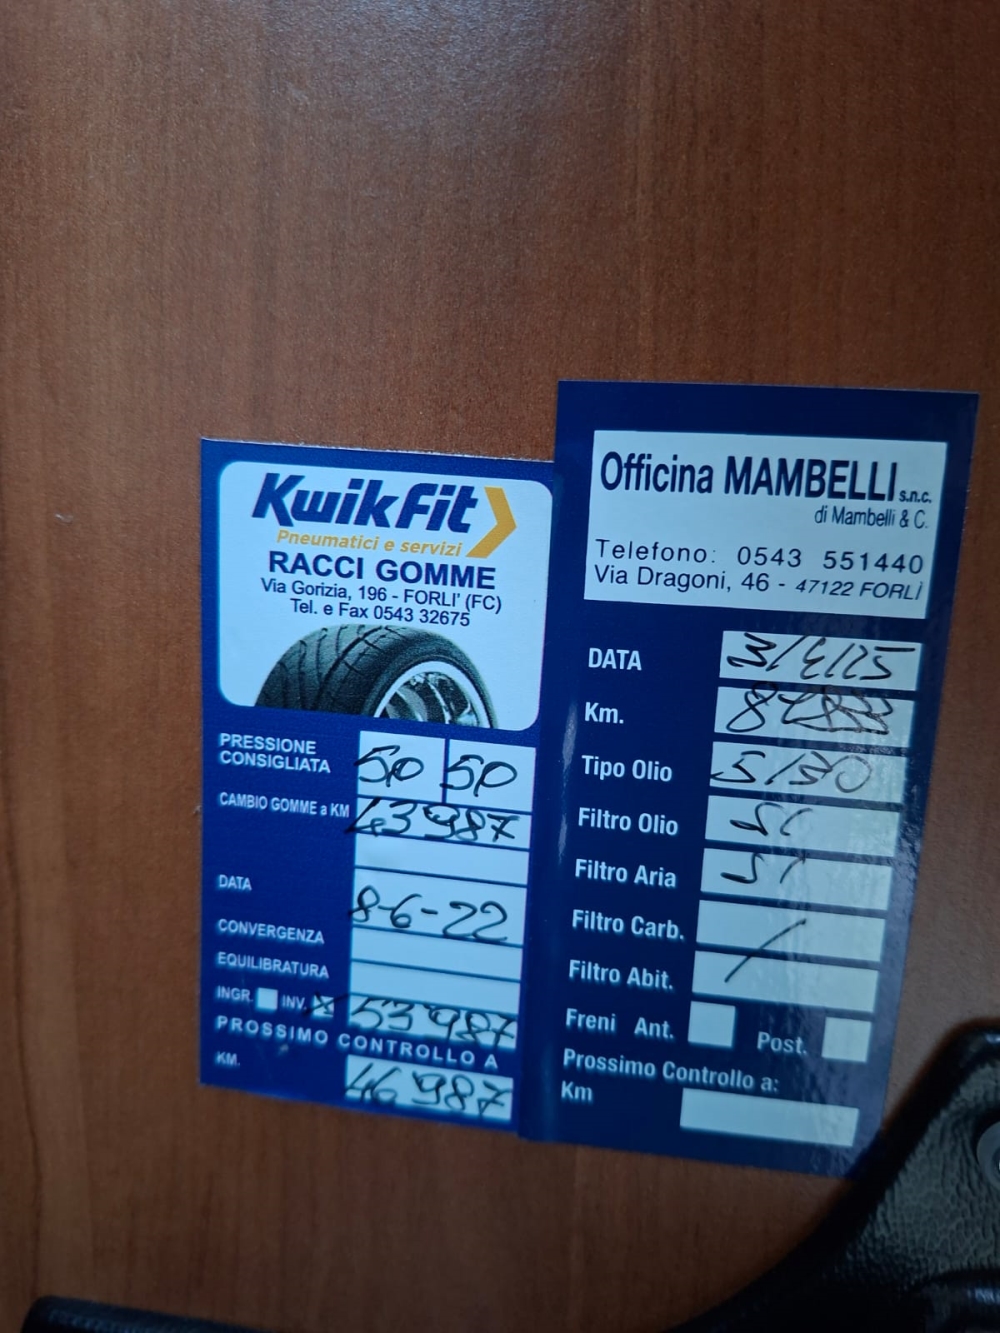 KwikFit
Pneumatici e servizi
RACCI GOMME
Via Gorizia, 196 - FORLI' (FC)
Tel. e Fax 0543 32675
PRESSIONE CONSIGLIATA 50 50
CAMBIO GOMME a KM 43987
DATA 8-6-22
CONVERGENZA
EQUILIBRATURA
INGR. INV. x 53987
PROSSIMO CONTROLLO A
KM. 46987
Officina MAMBELLI s.n.c.
di Mambelli & C.
Telefono: 0543 551440
Via Dragoni, 46 - 47122 FORLÌ
DATA
Km.
Tipo Olio 5/30
Filtro Olio
Filtro Aria
Filtro Carb. /
Filtro Abit.
Freni Ant. Post.
Prossimo Controllo a:
Km